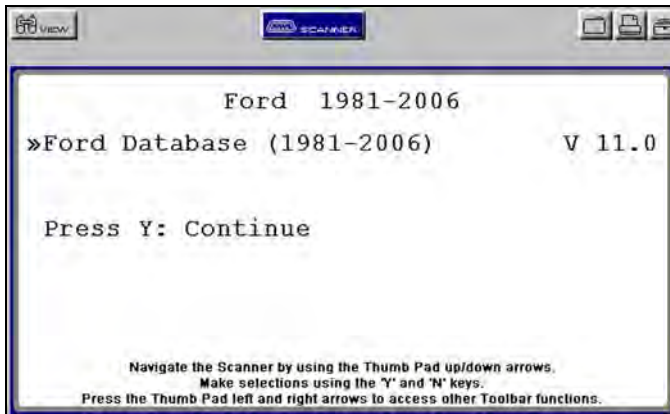 VIEW SCANNER
Ford 1981-2006
»Ford Database (1981-2006) V 11.0
Press Y: Continue
Navigate the Scanner by using the Thumb Pad up/down arrows.
Make selections using the 'Y' and 'N' keys.
Press the Thumb Pad left and right arrows to access other Toolbar functions.